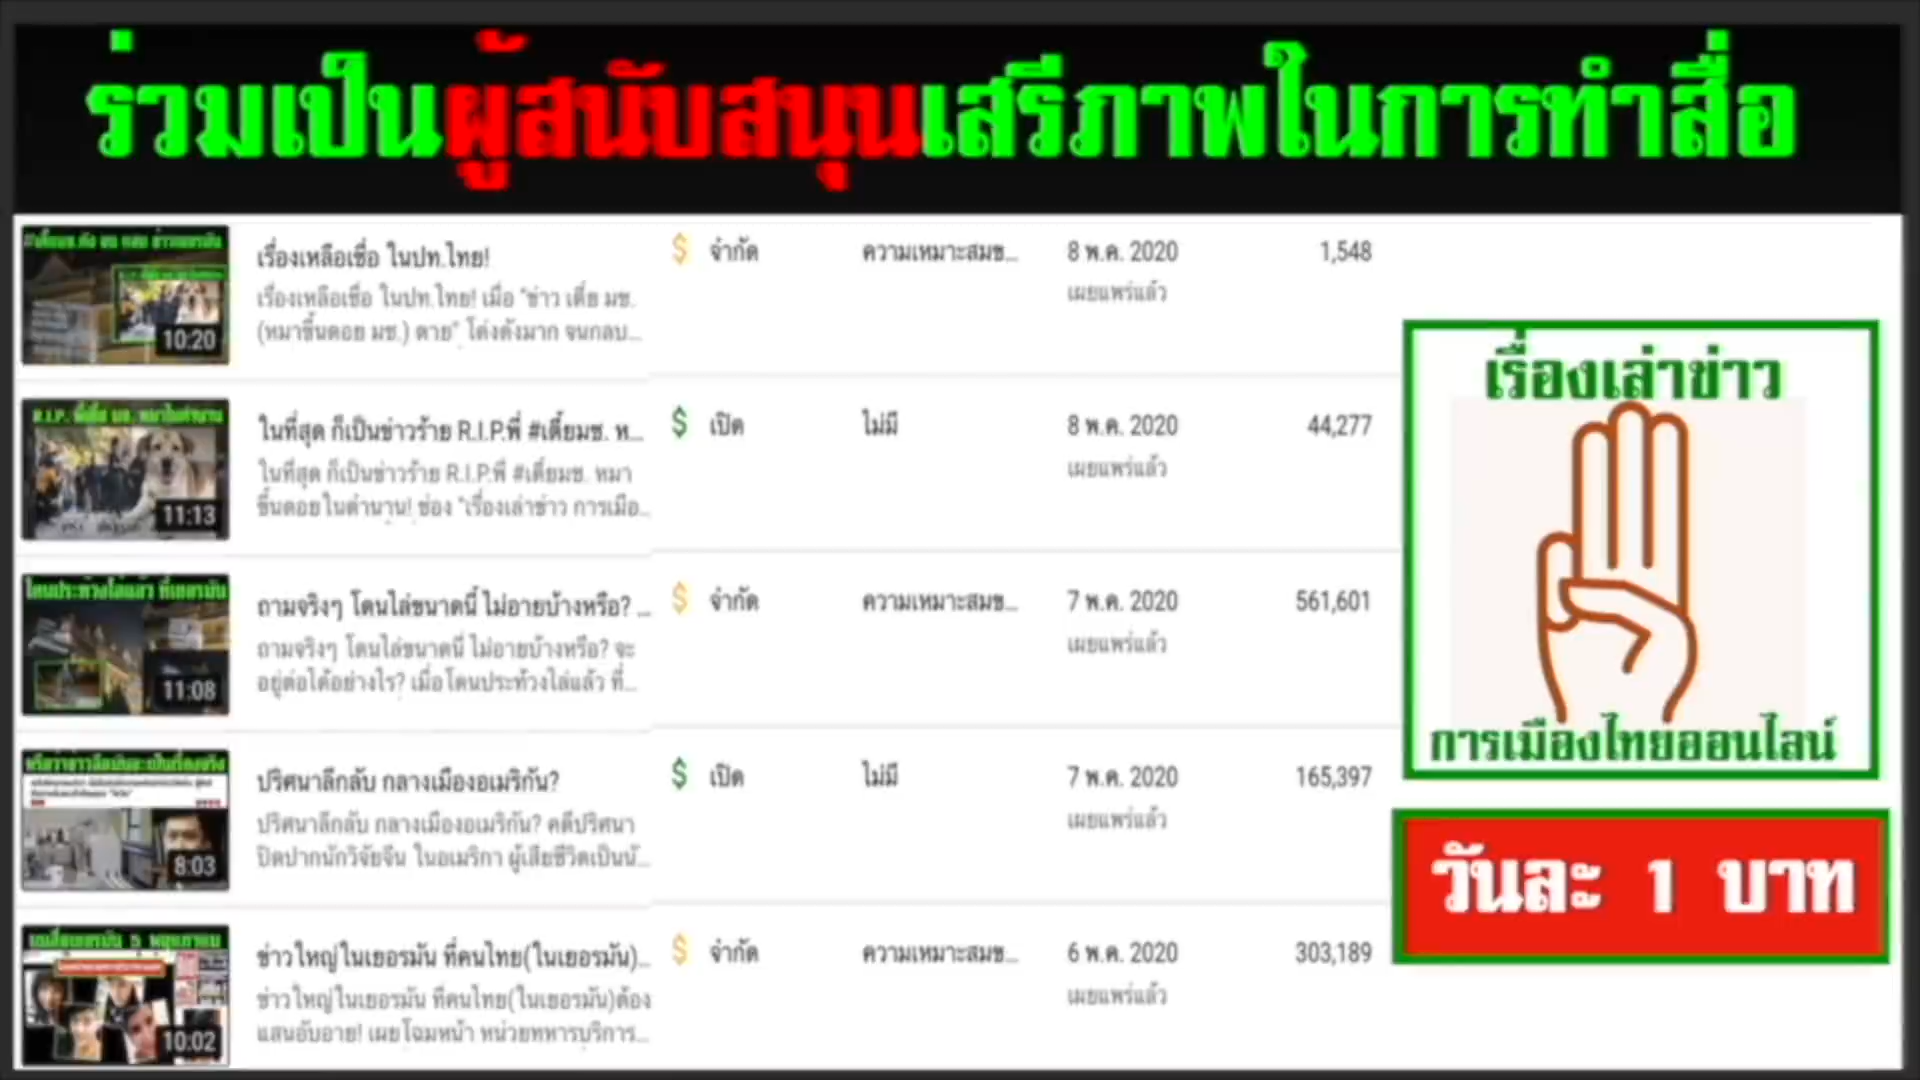 ร่วมเป็นผู้สนับสนุนเสรีภาพในการทำสื่อ
10:20
เรื่องเหลือเชื่อ ในปท.ไทย!
เรื่องเหลือเชื่อ ในปท.ไทย! เมื่อ "ข่าว เตี้ย มช.
(หมาขึ้นดอย มช.) ตาย" โด่งดังมาก จนกลบ...
$ จำกัด
ความเหมาะสมข...
8 พ.ค. 2020
เผยแพร่แล้ว
1,548
R.I.P.
11:13
ในที่สุด ก็เป็นข่าวร้าย R.I.P.พี่ #เตี้ยมช. ห...
ในที่สุด ก็เป็นข่าวร้าย R.I.P.พี่ #เตี้ยมช. หมา
ขึ้นดอยในตำนาน! ช่อง "เรื่องเล่าข่าว การเมือ...
$ เปิด
ไม่มี
8 พ.ค. 2020
เผยแพร่แล้ว
44,277
โดนประท้วงไล่แล้ว ที่เยอรมัน
11:08
ถามจริงๆ โดนไล่ขนาดนี้ ไม่อายบ้างหรือ? ...
ถามจริงๆ โดนไล่ขนาดนี้ ไม่อายบ้างหรือ? จะ
อยู่ต่อได้อย่างไร? เมื่อโดนประท้วงไล่แล้ว ที่...
$ จำกัด
ความเหมาะสมข...
7 พ.ค. 2020
เผยแพร่แล้ว
561,601
8:03
ปริศนาลึกลับ กลางเมืองอเมริกัน?
ปริศนาลึกลับ กลางเมืองอเมริกัน? คดีปริศนา
ปิดปากนักวิจัยจีน ในอเมริกา ผู้เสียชีวิตเป็นนั...
$ เปิด
ไม่มี
7 พ.ค. 2020
เผยแพร่แล้ว
165,397
10:02
ข่าวใหญ่ในเยอรมัน ที่คนไทย(ในเยอรมัน)...
ข่าวใหญ่ในเยอรมัน ที่คนไทย(ในเยอรมัน)ต้อง
แสนอับอาย! เผยโฉมหน้า หน่วยทหารบริการ...
$ จำกัด
ความเหมาะสมข...
6 พ.ค. 2020
เผยแพร่แล้ว
303,189
เรื่องเล่าข่าว
การเมืองไทยออนไลน์
วันละ 1 บาท